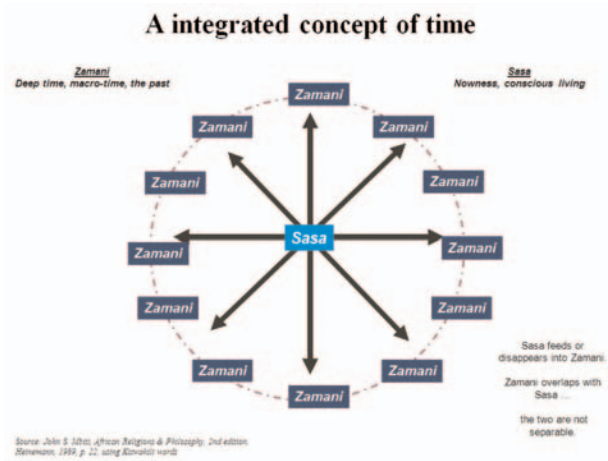 A integrated concept of time
Zamani
Deep time, macro-time, the past
Sasa
Nowness, conscious living
Zamani
Zamani
Zamani
Zamani
Zamani
Zamani
Sasa
Zamani
Zamani
Zamani
Zamani
Zamani
Zamani
Sasa feeds or
disappears into Zamani.
Zamani overlaps with
Sasa ...
the two are not
separable.
Source: John S. Mbiti, African Religions & Philosophy, 2nd edition.
Heinemann, 1989, p. 22, using Kiswahili words